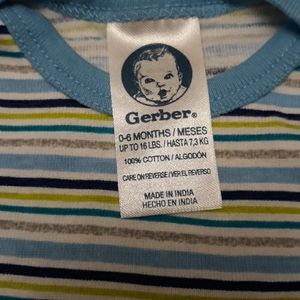 Gerber®
0-6 MONTHS / MESES
UP TO 16 LBS. / HASTA 7,3 KG
100% COTTON / ALGODÓN
CARE ON REVERSE / VER EL REVERSO
MADE IN INDIA
HECHO EN INDIA